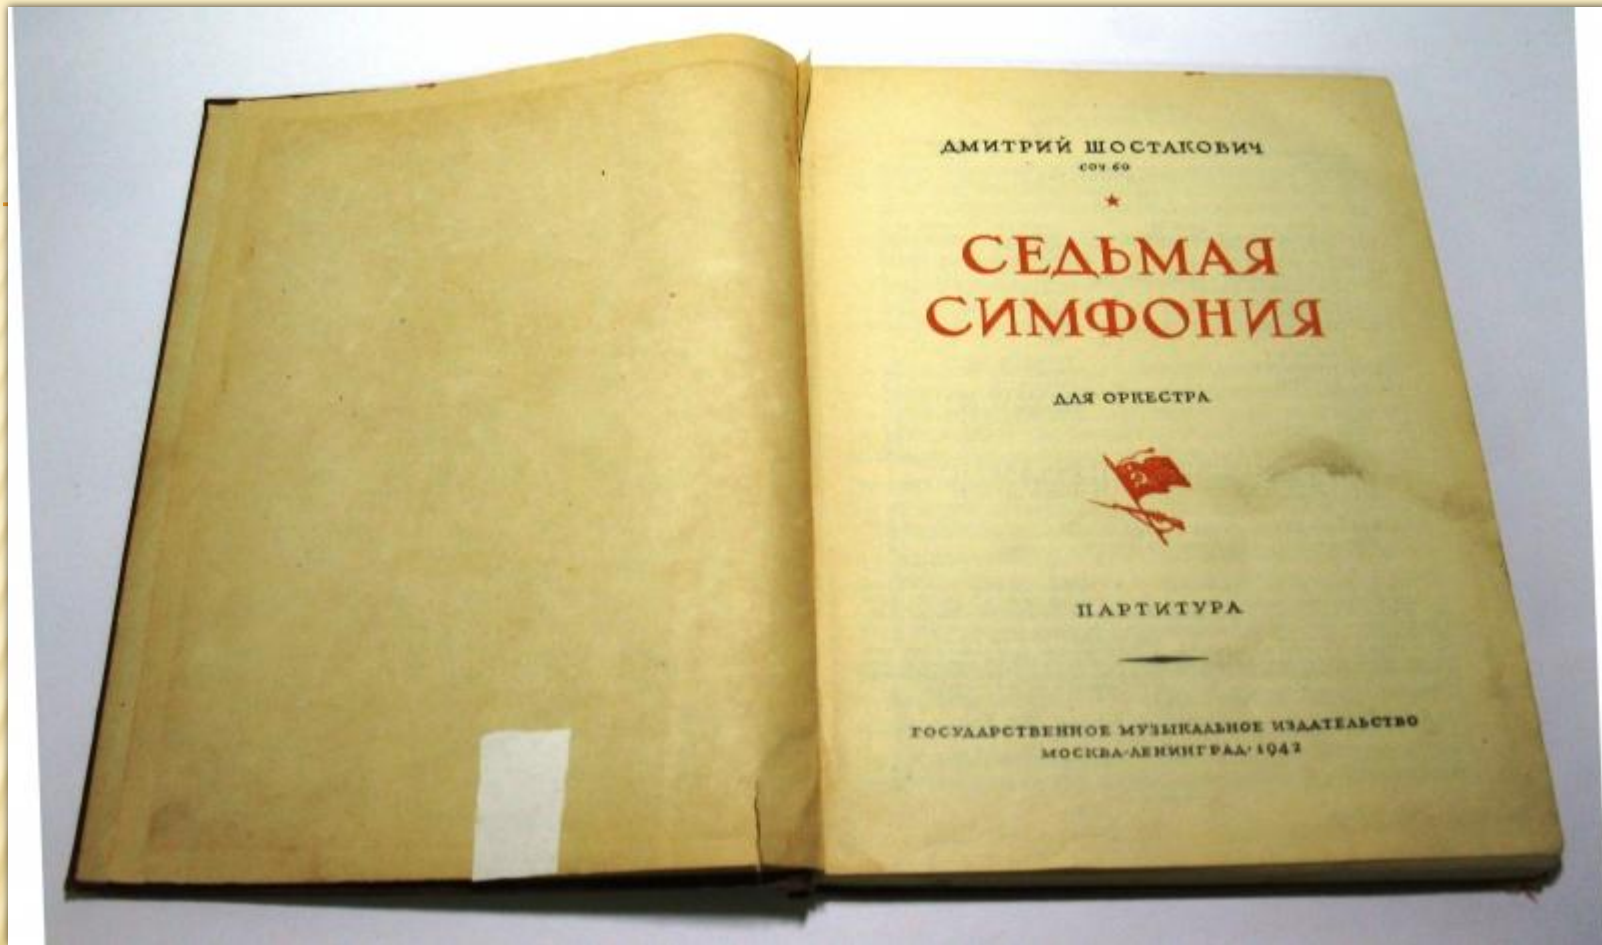 ДМИТРИЙ ШОСТАКОВИЧ
СОЧ 60
СЕДЬМАЯ
СИМФОНИЯ
ДЛЯ ОРКЕСТРА
ПАРТИТУРА
ГОСУДАРСТВЕННОЕ МУЗЫКАЛЬНОЕ ИЗДАТЕЛЬСТВО
МОСКВА-ЛЕНИНГРАД·1942